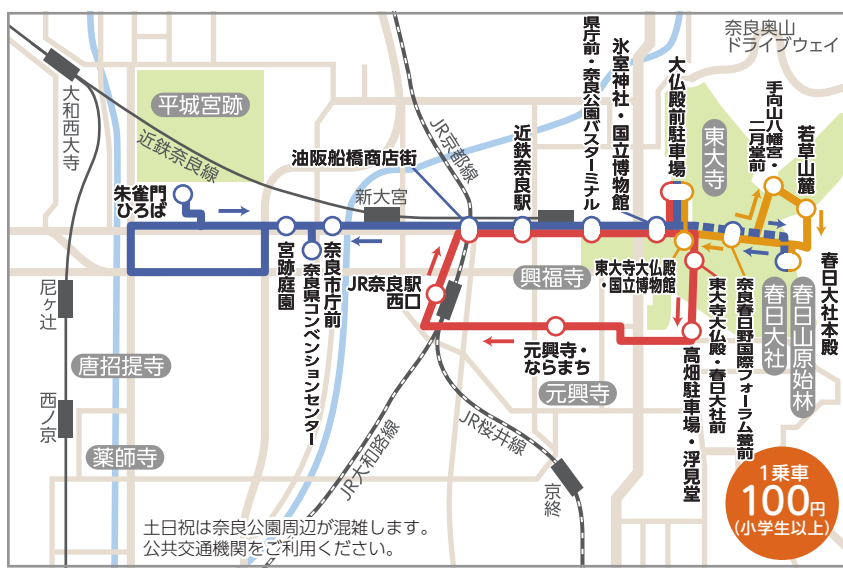 奈良奥山
ドライブウェイ
大和西大寺
平城宮跡
近鉄奈良線
JR京都線
油阪船橋商店街
新大宮
近鉄奈良駅
県庁前・奈良公園バスターミナル
氷室神社・国立博物館
大仏殿前駐車場
東大寺
手向山八幡宮・
二月堂前
若草山麓
朱雀門
ひろば
宮跡庭園
奈良県コンベンションセンター
奈良市庁前
JR奈良駅
西口
興福寺
東大寺大仏殿
・国立博物館
東大寺大仏殿・春日大社前
奈良春日野国際フォーラム甍前
春日大社
春日山原始林
春日大社本殿
尼ヶ辻
唐招提寺
西ノ京
薬師寺
元興寺・
ならまち
元興寺
高畑駐車場・浮見堂
JR大和路線
JR桜井線
京終
土日祝は奈良公園周辺が混雑します。
公共交通機関をご利用ください。
1乗車
100円
(小学生以上)